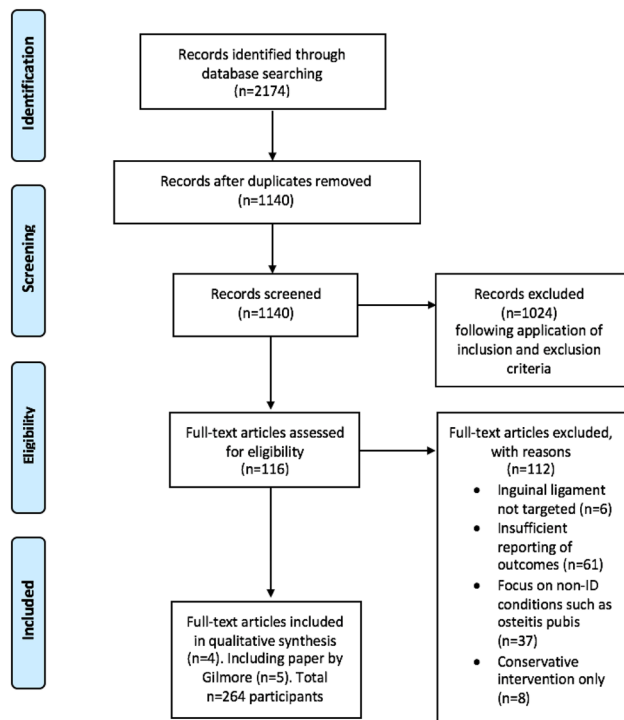 Identification
Records identified through
database searching
(n=2174)
Records after duplicates removed
(n=1140)
Screening
Records screened
(n=1140)
Records excluded
(n=1024)
following application of
inclusion and exclusion
criteria
Eligibility
Full-text articles assessed
for eligibility
(n=116)
Full-text articles excluded,
with reasons
(n=112)
• Inguinal ligament
not targeted (n=6)
• Insufficient
reporting of
outcomes (n=61)
• Focus on non-ID
conditions such as
osteitis pubis
(n=37)
• Conservative
intervention only
(n=8)
Included
Full-text articles included
in qualitative synthesis
(n=4). Including paper by
Gilmore (n=5). Total
n=264 participants